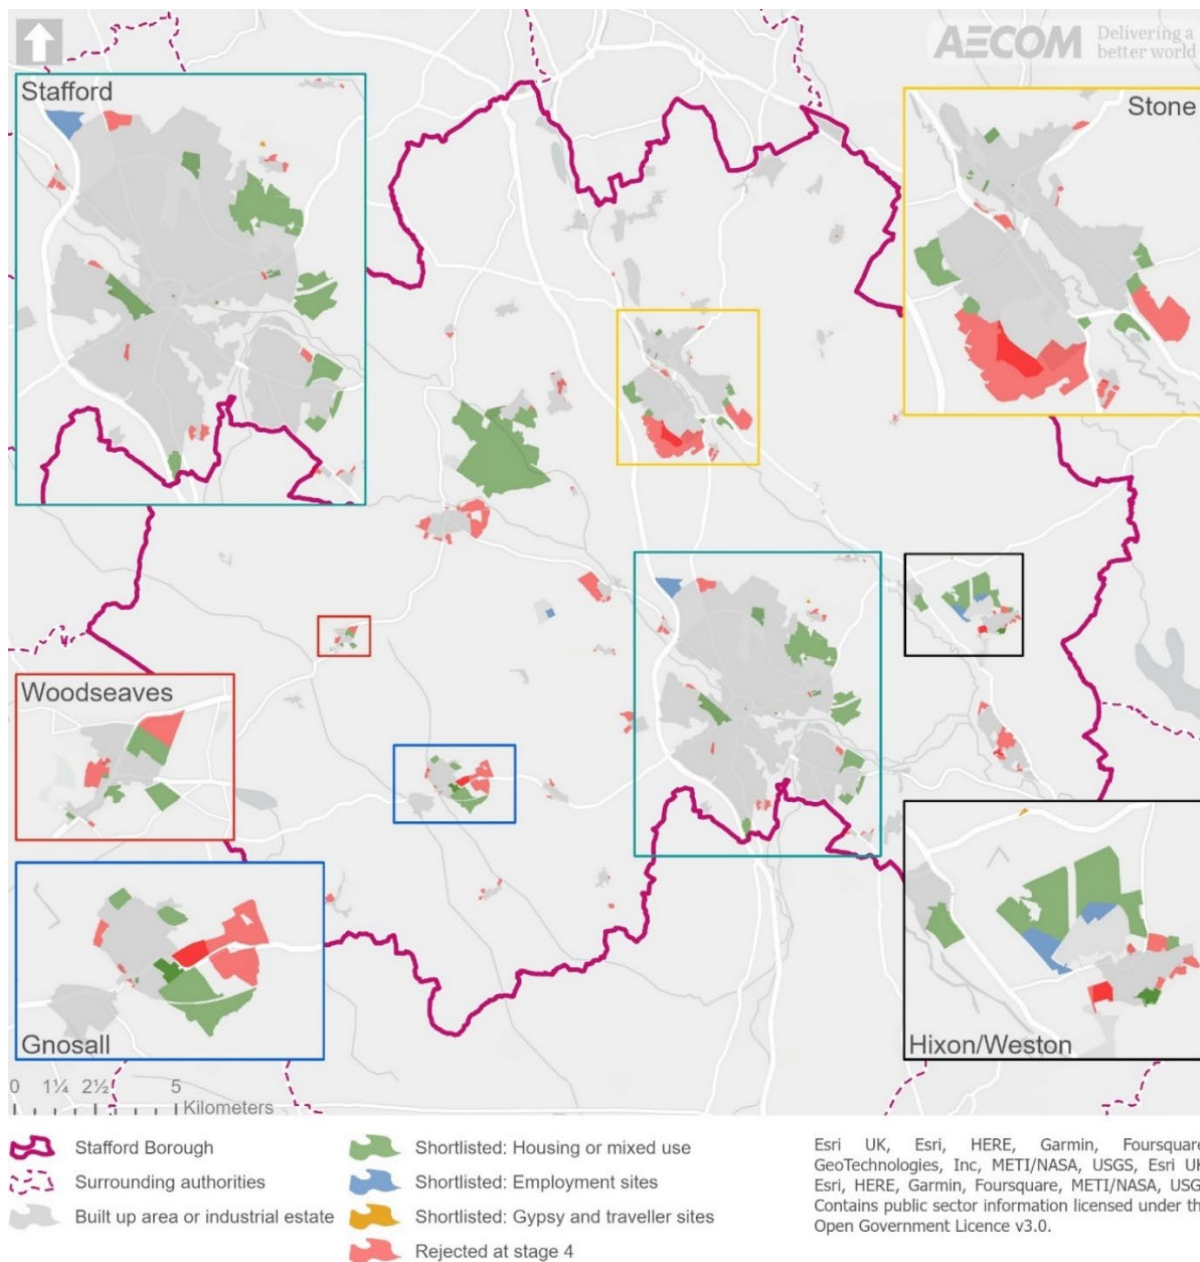 AECOM Delivering a
better world
Stafford
Stone
Woodseaves
Gnosall
Hixon/Weston
0 1¼ 2½ 5
Kilometers
Stafford Borough
Surrounding authorities
Built up area or industrial estate
Shortlisted: Housing or mixed use
Shortlisted: Employment sites
Shortlisted: Gypsy and traveller sites
Rejected at stage 4
Esri UK, Esri, HERE, Garmin, Foursquare
GeoTechnologies, Inc, METI/NASA, USGS, Esri UK
Esri, HERE, Garmin, Foursquare, METI/NASA, USG
Contains public sector information licensed under th
Open Government Licence v3.0.